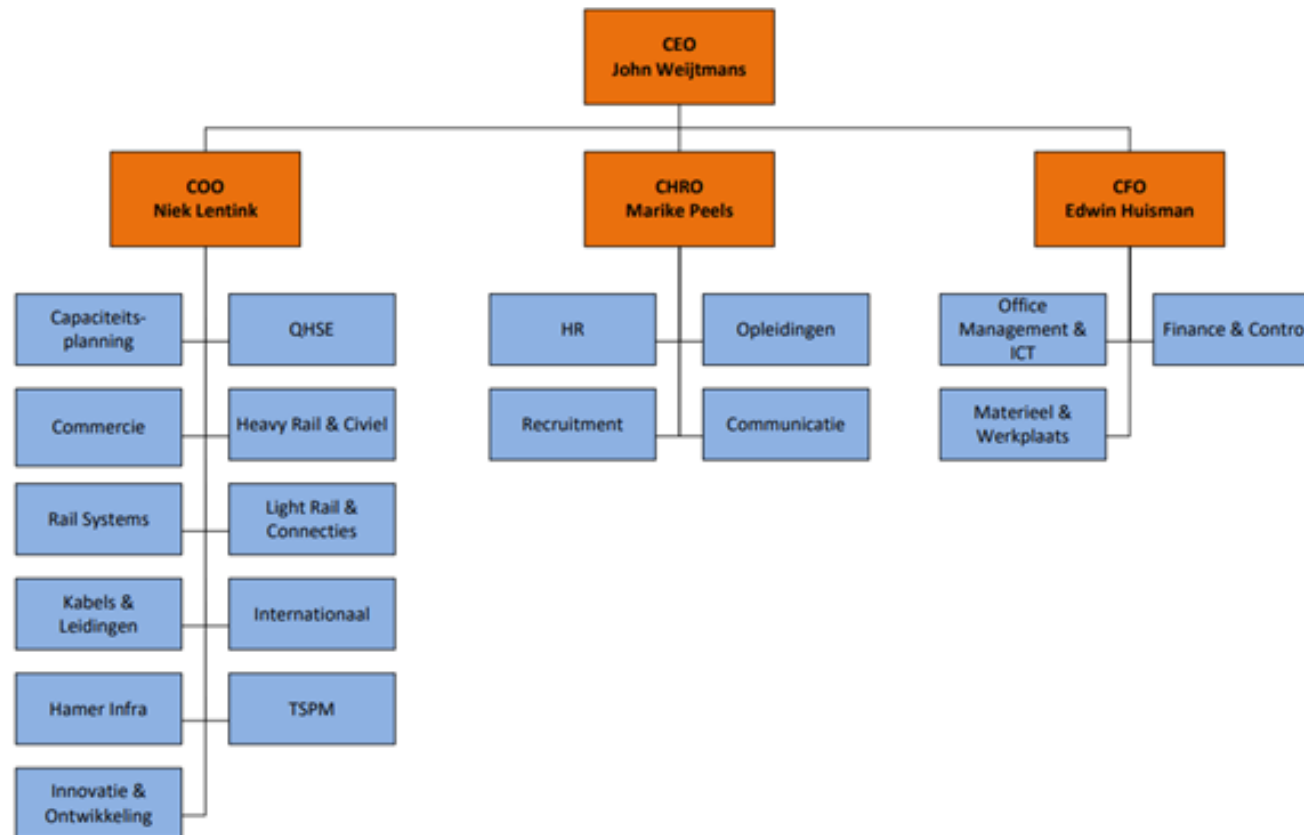 CEO
John Weijtmans
COO
Niek Lentink
CHRO
Marike Peels
CFO
Edwin Huisman
Capaciteits-
planning
QHSE
Commercie
Heavy Rail & Civiel
Rail Systems
Light Rail &
Connecties
Kabels &
Leidingen
Internationaal
Hamer Infra
TSPM
Innovatie &
Ontwikkeling
HR
Opleidingen
Recruitment
Communicatie
Office
Management &
ICT
Finance & Contro
Materieel &
Werkplaats